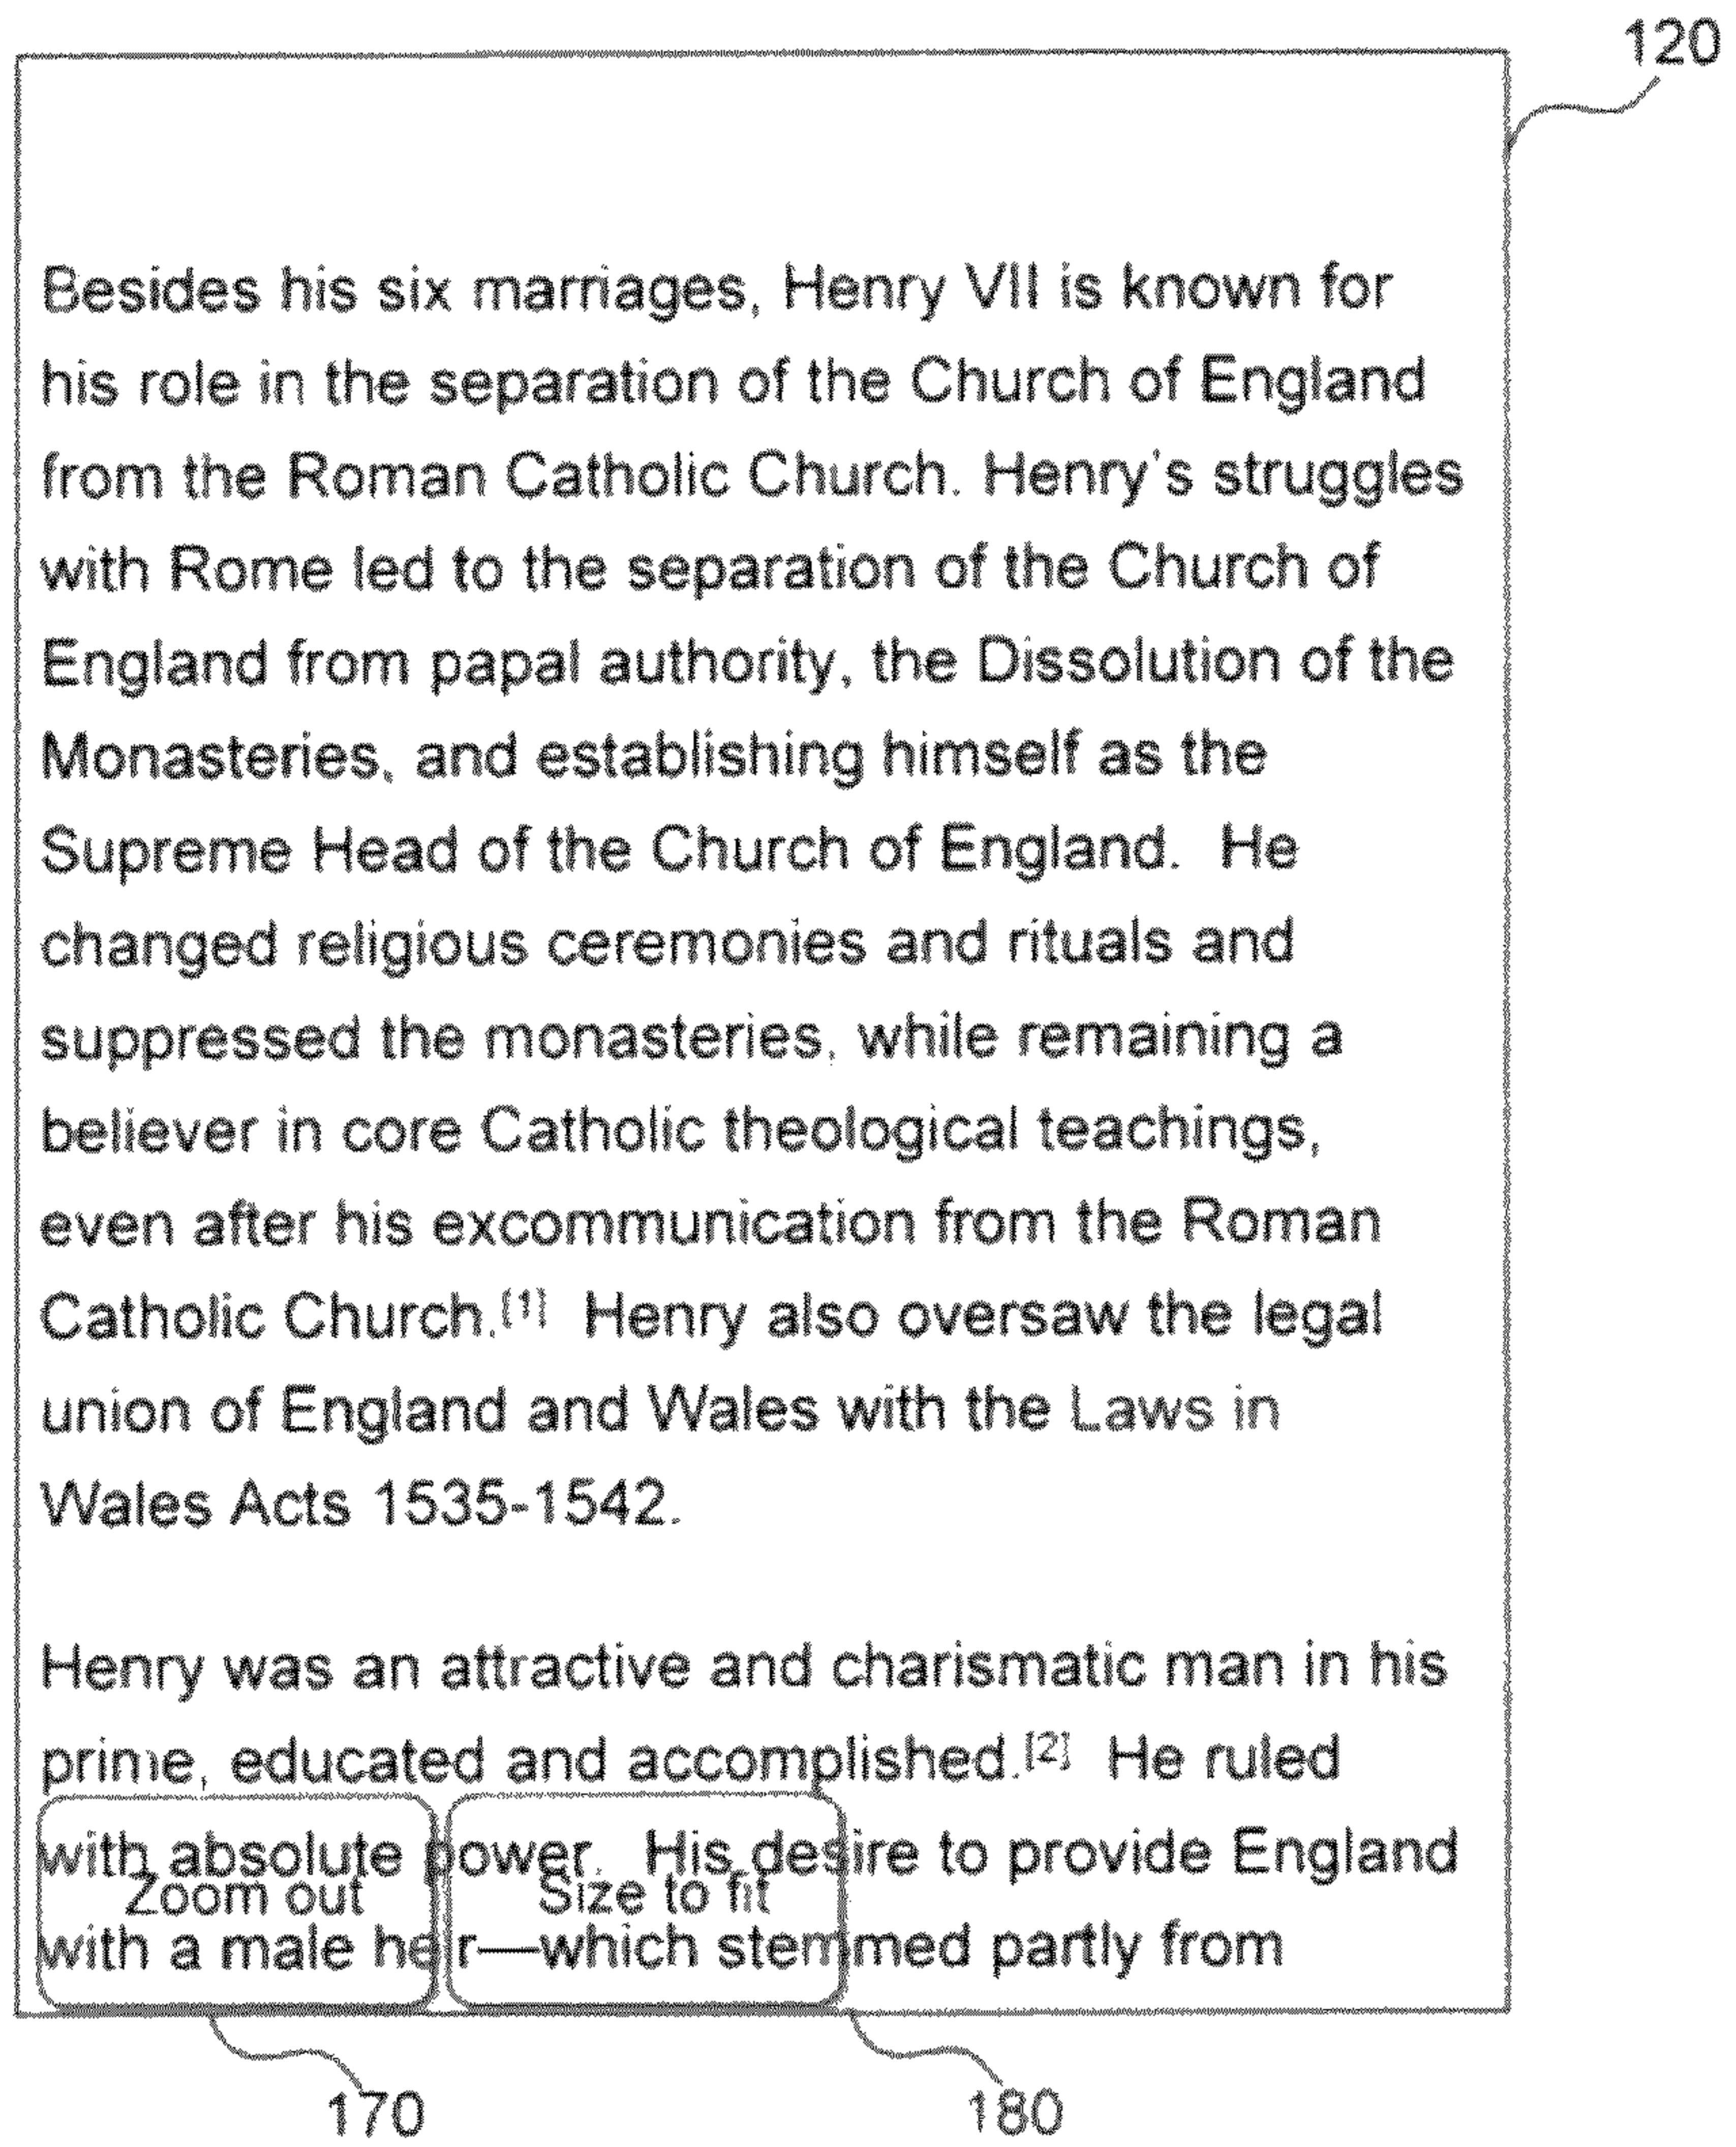 120
Besides his six marriages, Henry VII is known for
his role in the separation of the Church of England
from the Roman Catholic Church. Henry's struggles
with Rome led to the separation of the Church of
England from papal authority, the Dissolution of the
Monasteries, and establishing himself as the
Supreme Head of the Church of England. He
changed religious ceremonies and rituals and
suppressed the monasteries, while remaining a
believer in core Catholic theological teachings,
even after his excommunication from the Roman
Catholic Church.[1] Henry also oversaw the legal
union of England and Wales with the Laws in
Wales Acts 1535-1542.
Henry was an attractive and charismatic man in his
prime, educated and accomplished.[2] He ruled
with absolute power. His desire to provide England
Zoom out Size to fit
with a male heir—which stemmed partly from
170 180